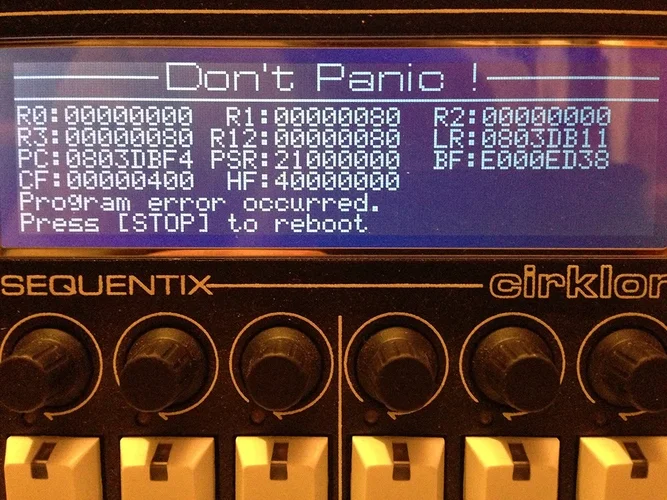 Don't Panic !
R0:00000000 R1:00000080 R2:00000000
R3:00000080 R12:00000080 LR:0803DB11
PC:0803DBF4 PSR:21000000 BF:E000ED38
CF:00000400 HF:40000000
Program error occurred.
Press [STOP] to reboot
SEQUENTIX cirklon